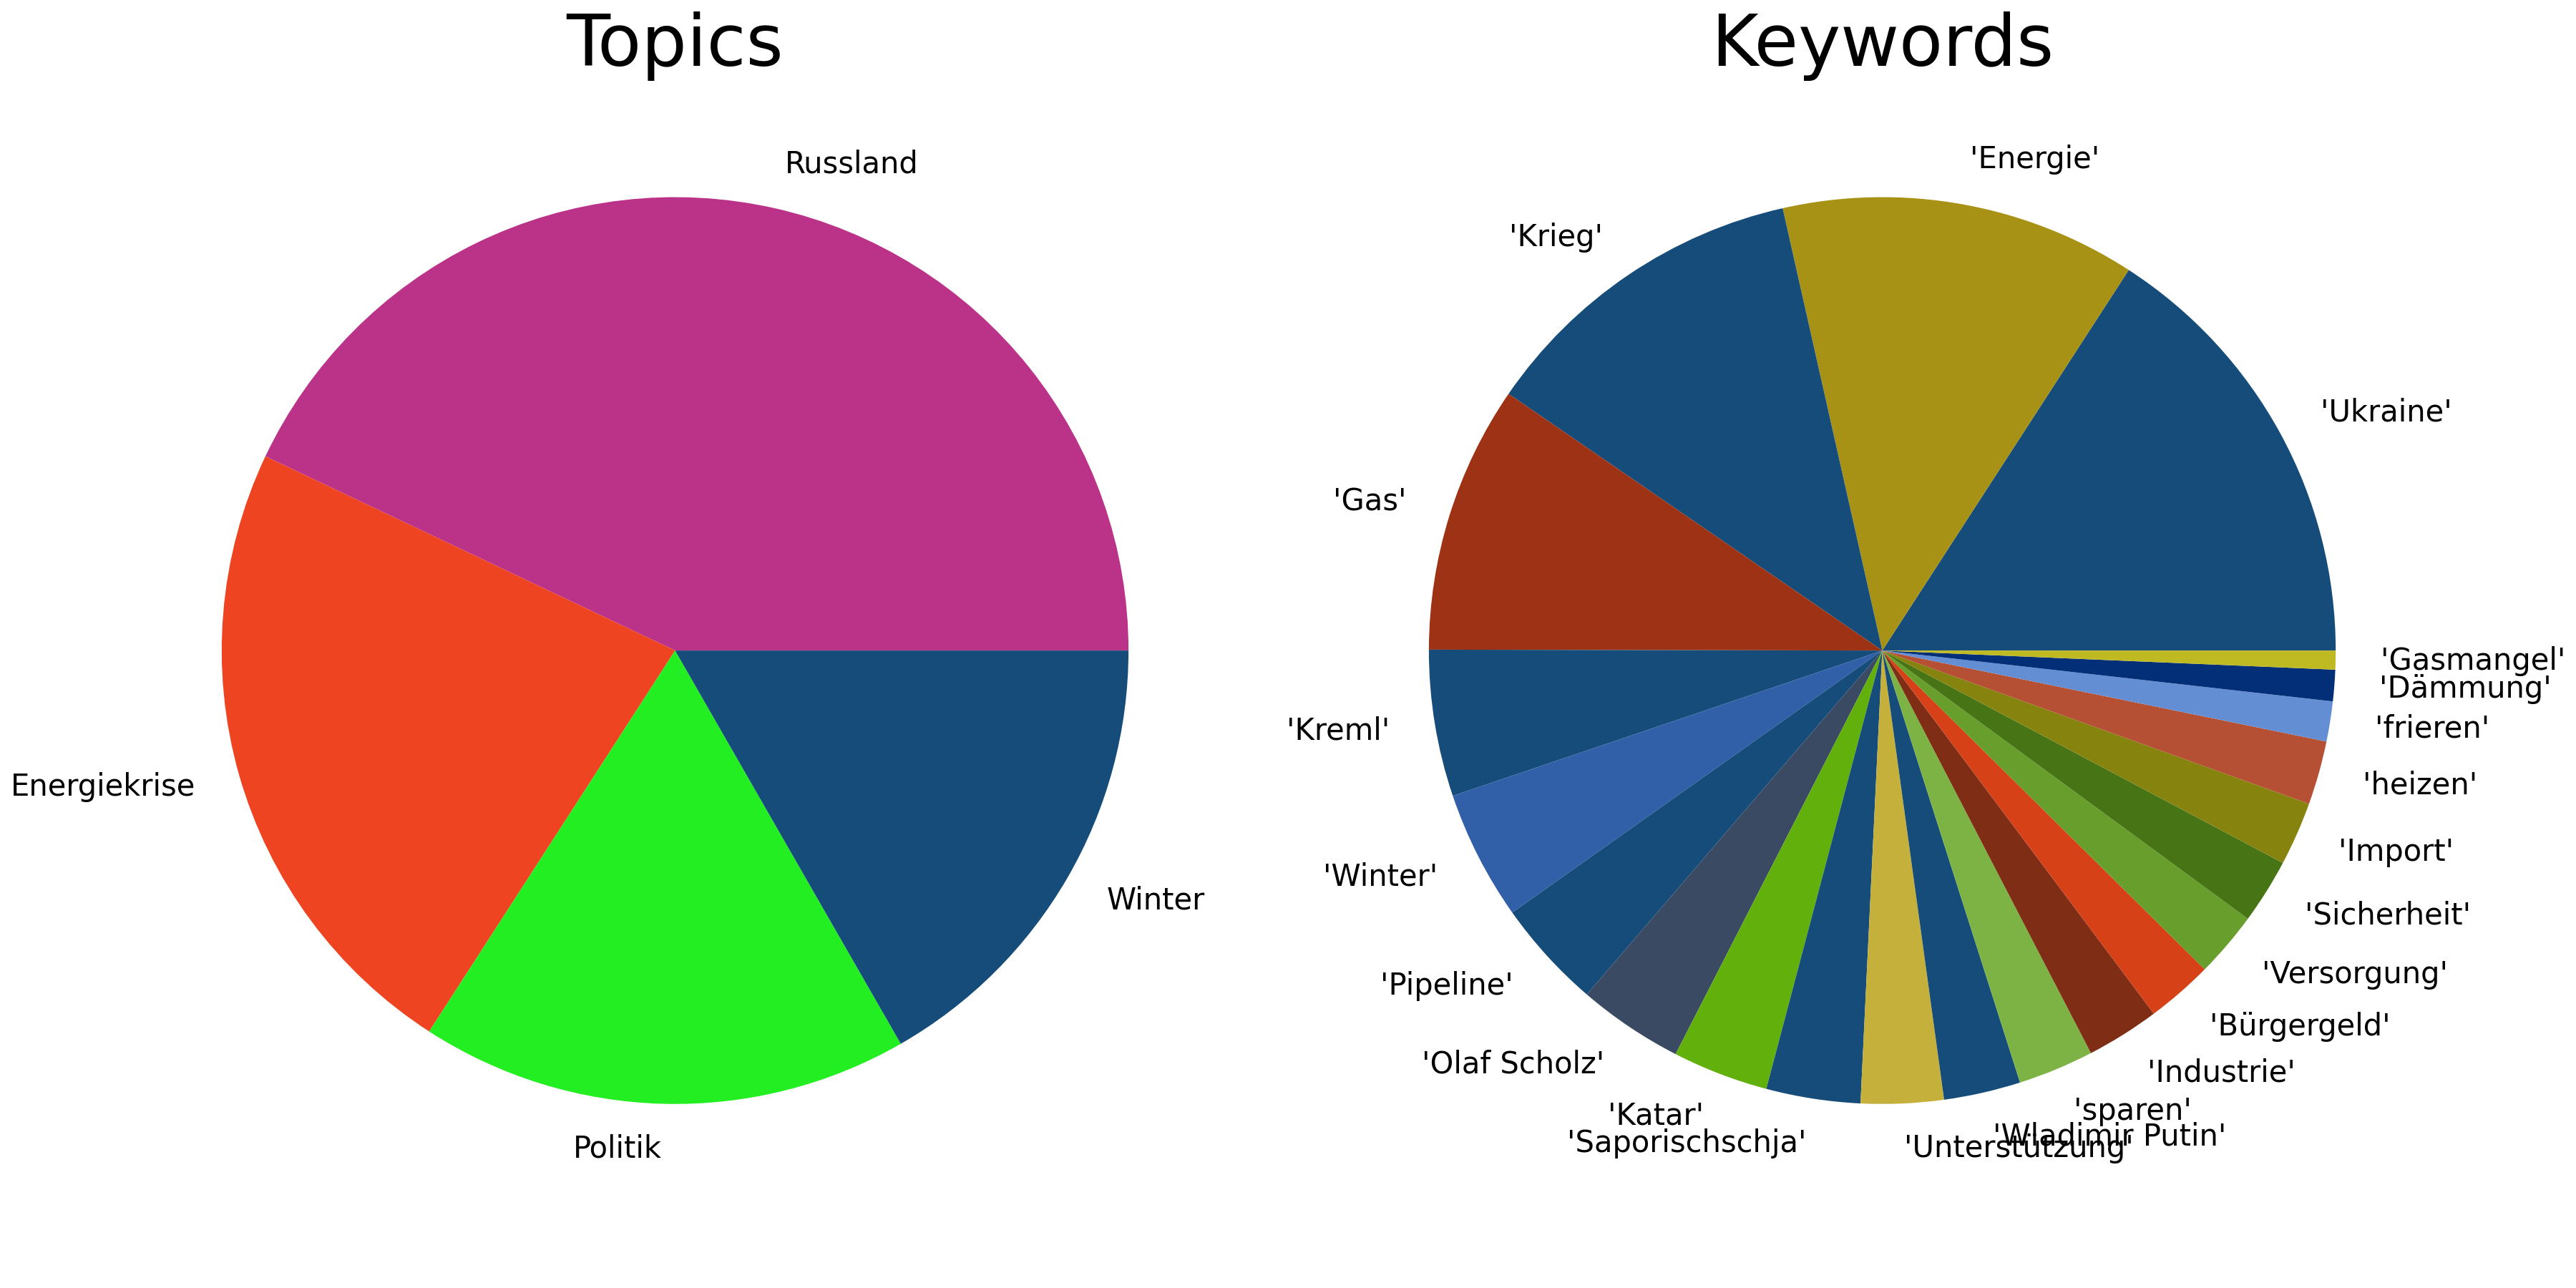 Topics
Russland
Energiekrise
Politik
Winter
Keywords
'Ukraine'
'Energie'
'Krieg'
'Gas'
'Kreml'
'Winter'
'Pipeline'
'Olaf Scholz'
'Katar'
'Saporischschja'
'Unterstützung'
'Wladimir Putin'
'sparen'
'Industrie'
'Bürgergeld'
'Versorgung'
'Sicherheit'
'Import'
'heizen'
'frieren'
'Dämmung'
'Gasmangel'